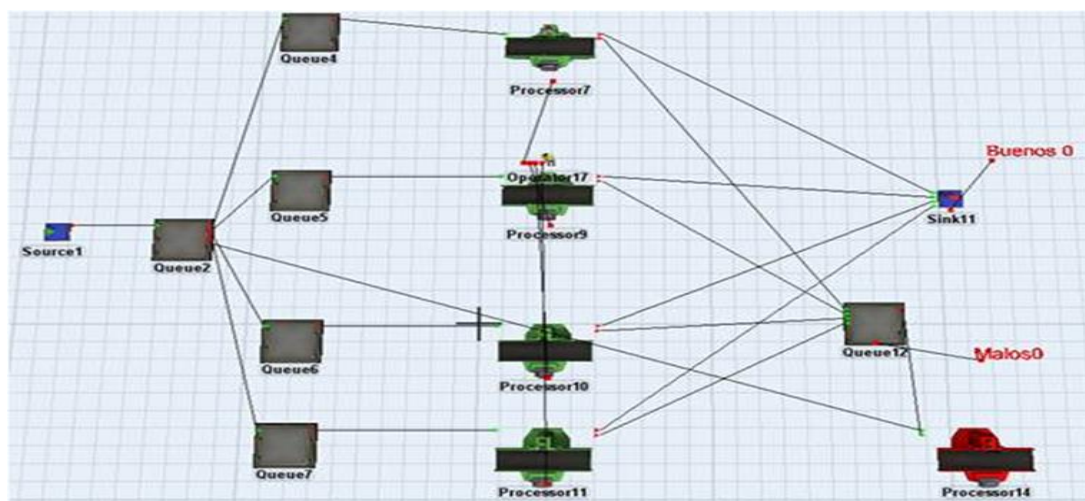 Queue4
Processor7
Buenos 0
Operator17
Queue5
Sink11
Processor9
Source1
Queue2
Queue12
Malos0
Queue6
Processor10
Queue7
Processor11
Processor14